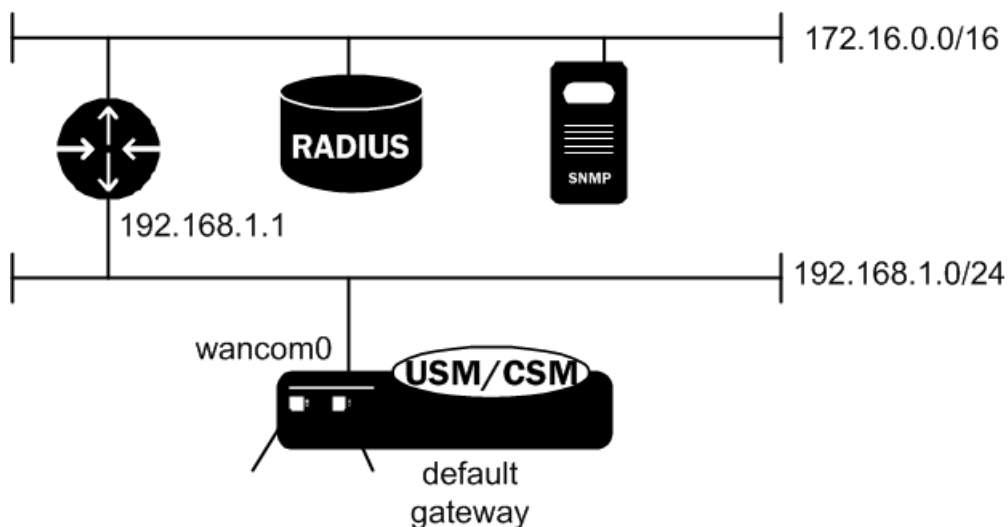 172.16.0.0/16
RADIUS
SNMP
192.168.1.1
192.168.1.0/24
wancom0
USM/CSM
default
gateway